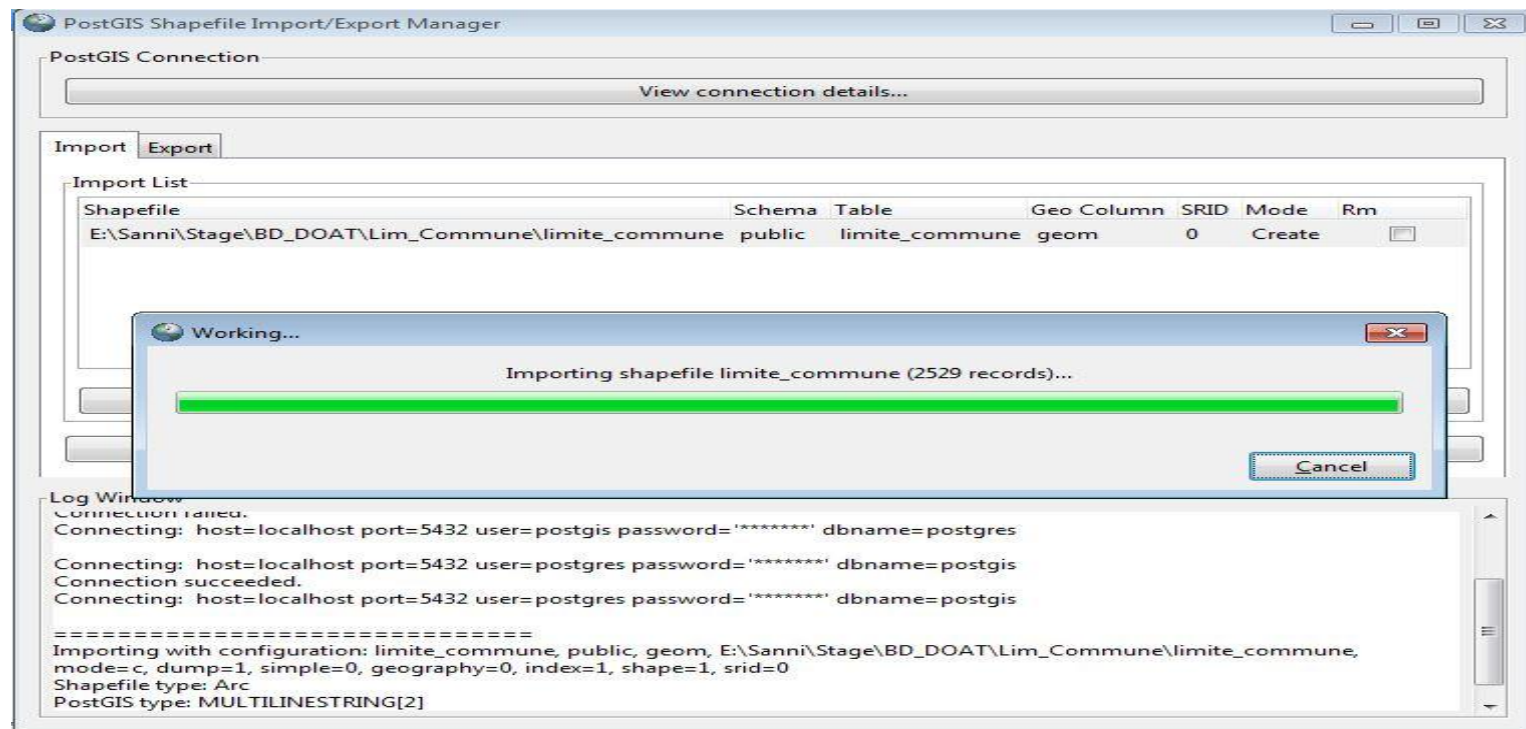 PostGIS Shapefile Import/Export Manager
PostGIS Connection
View connection details...
Import Export
Import List
Shapefile Schema Table Geo Column SRID Mode Rm
E:\Sanni\Stage\BD_DOAT\Lim_Commune\limite_commune public limite_commune geom 0 Create
Working...
Importing shapefile limite_commune (2529 records)...
Cancel
Log Window
Connection failed.
Connecting: host=localhost port=5432 user=postgis password='*******' dbname=postgres
Connecting: host=localhost port=5432 user=postgres password='*******' dbname=postgis
Connection succeeded.
Connecting: host=localhost port=5432 user=postgres password='*******' dbname=postgis
==============================
Importing with configuration: limite_commune, public, geom, E:\Sanni\Stage\BD_DOAT\Lim_Commune\limite_commune,
mode=c, dump=1, simple=0, geography=0, index=1, shape=1, srid=0
Shapefile type: Arc
PostGIS type: MULTILINESTRING[2]